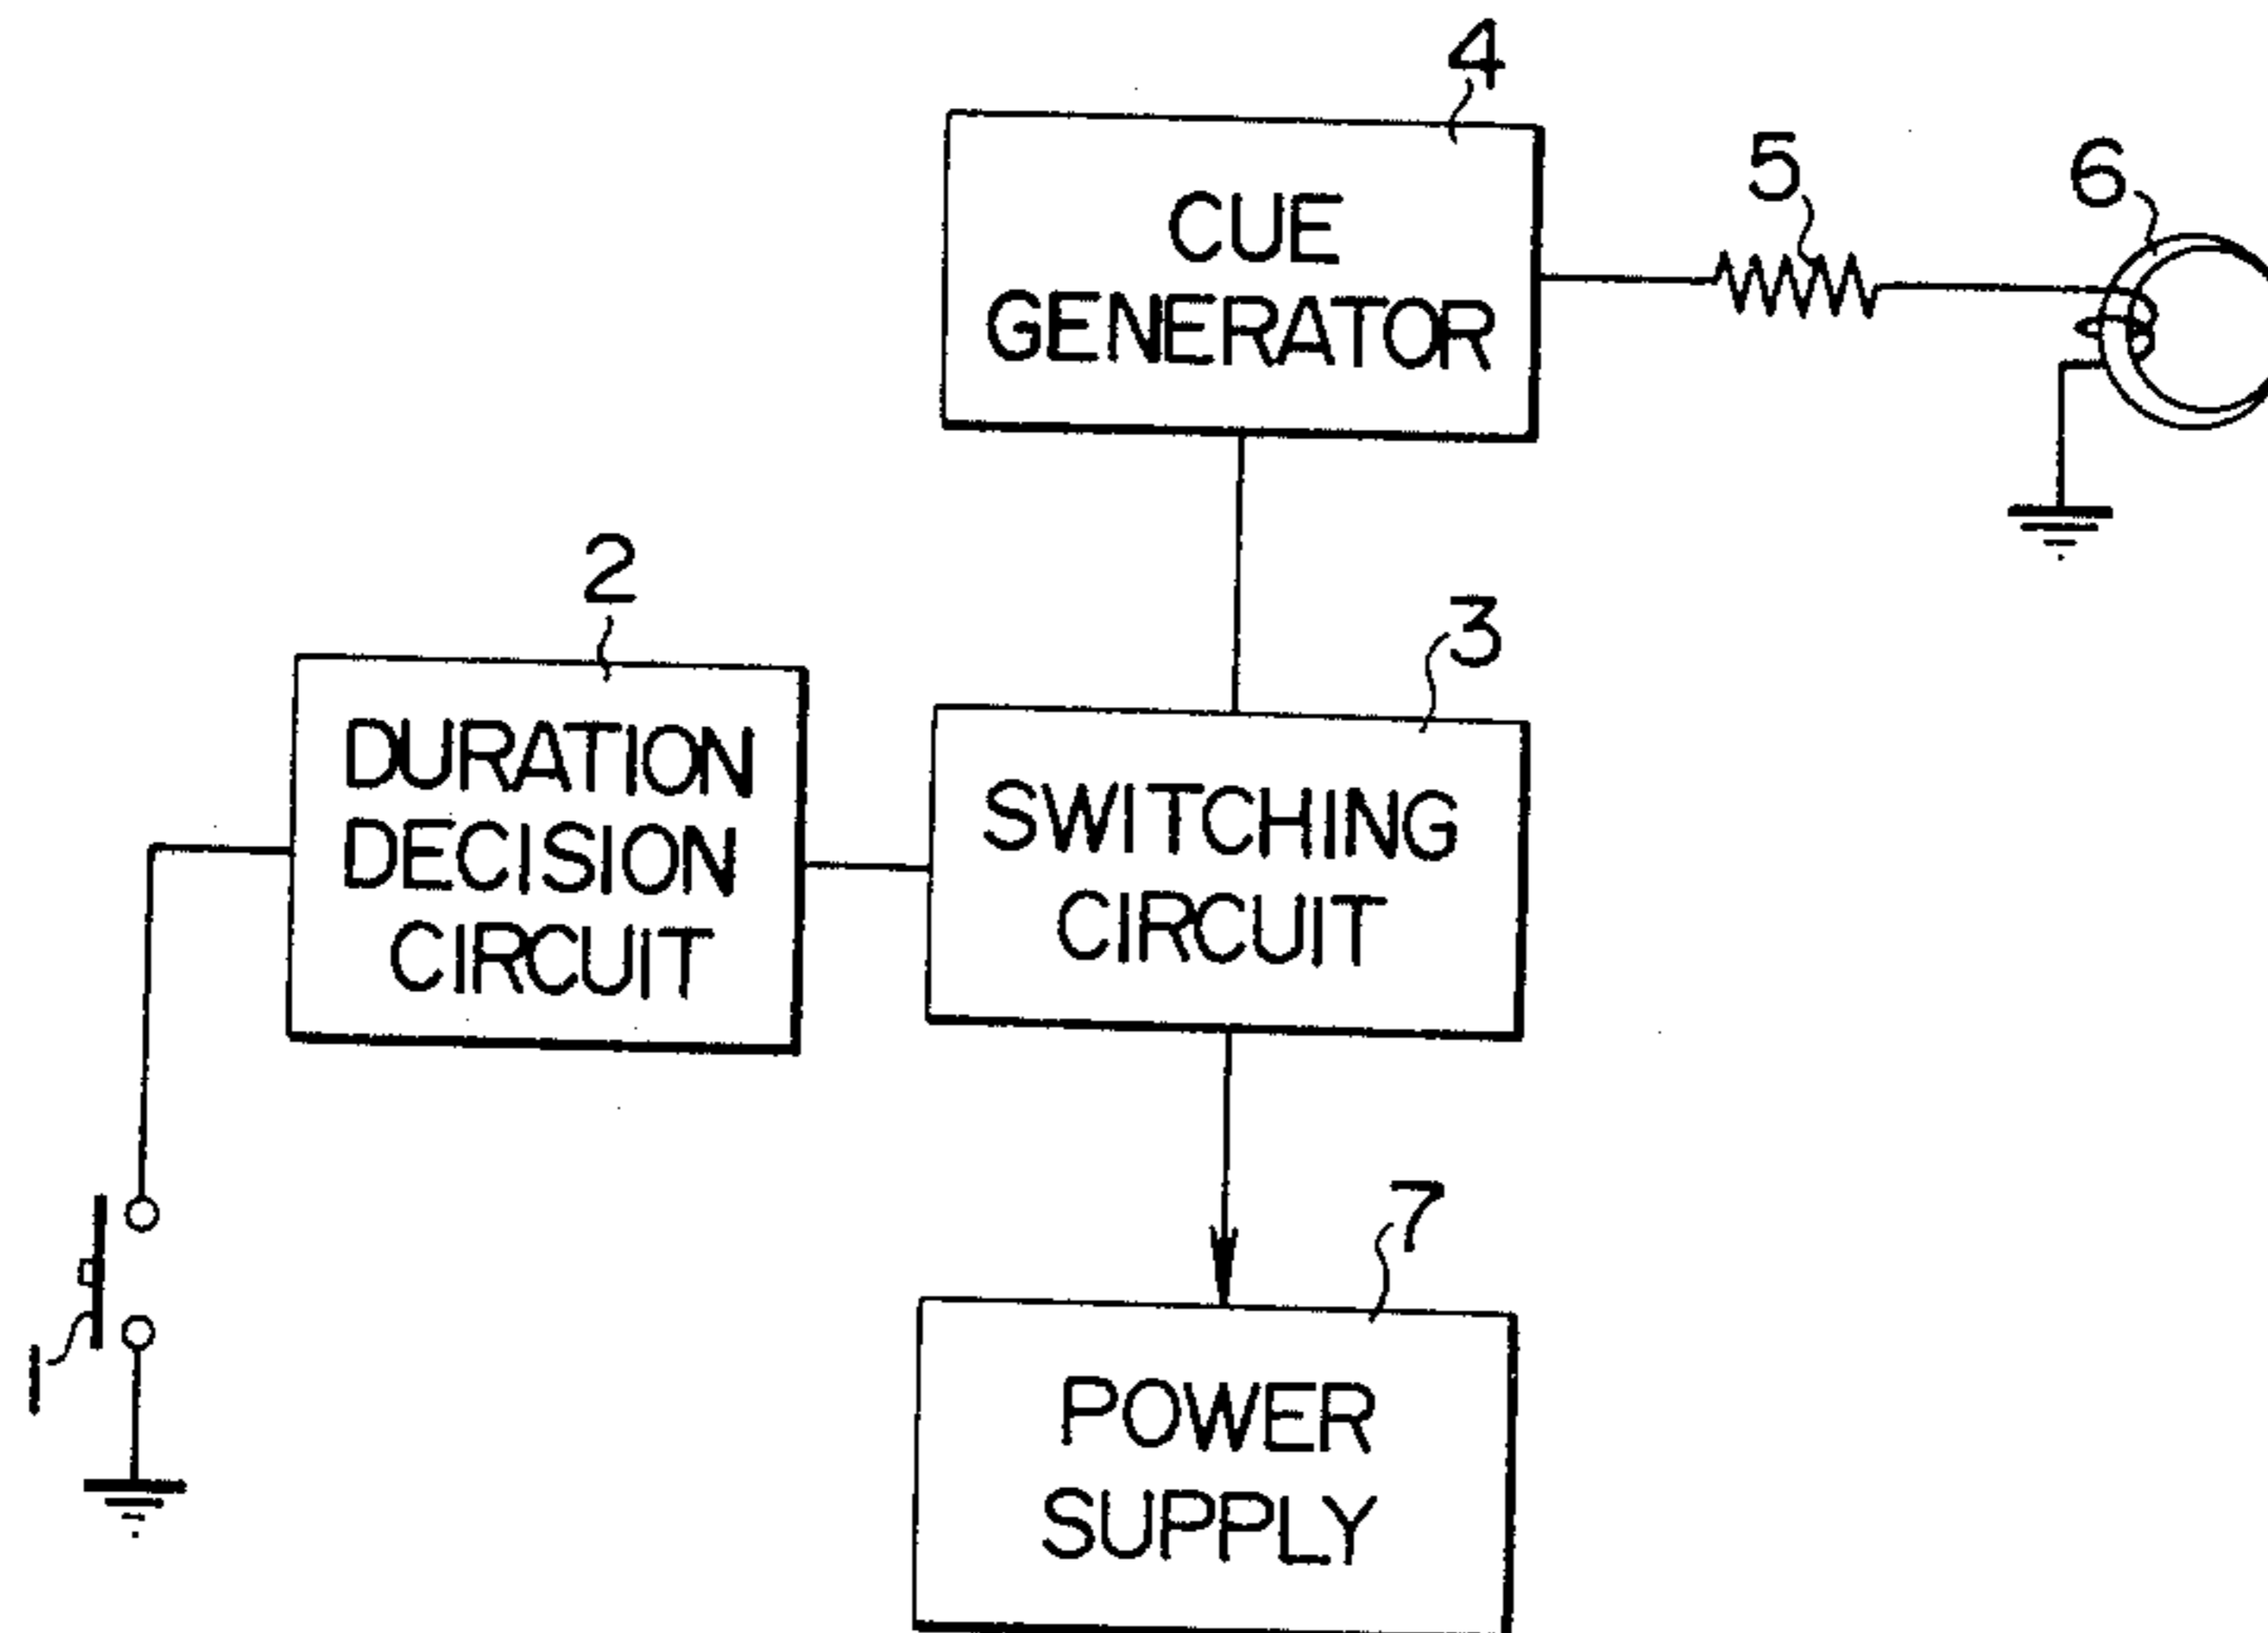 4
CUE
GENERATOR
5
6
2
DURATION
DECISION
CIRCUIT
3
SWITCHING
CIRCUIT
1
7
POWER
SUPPLY